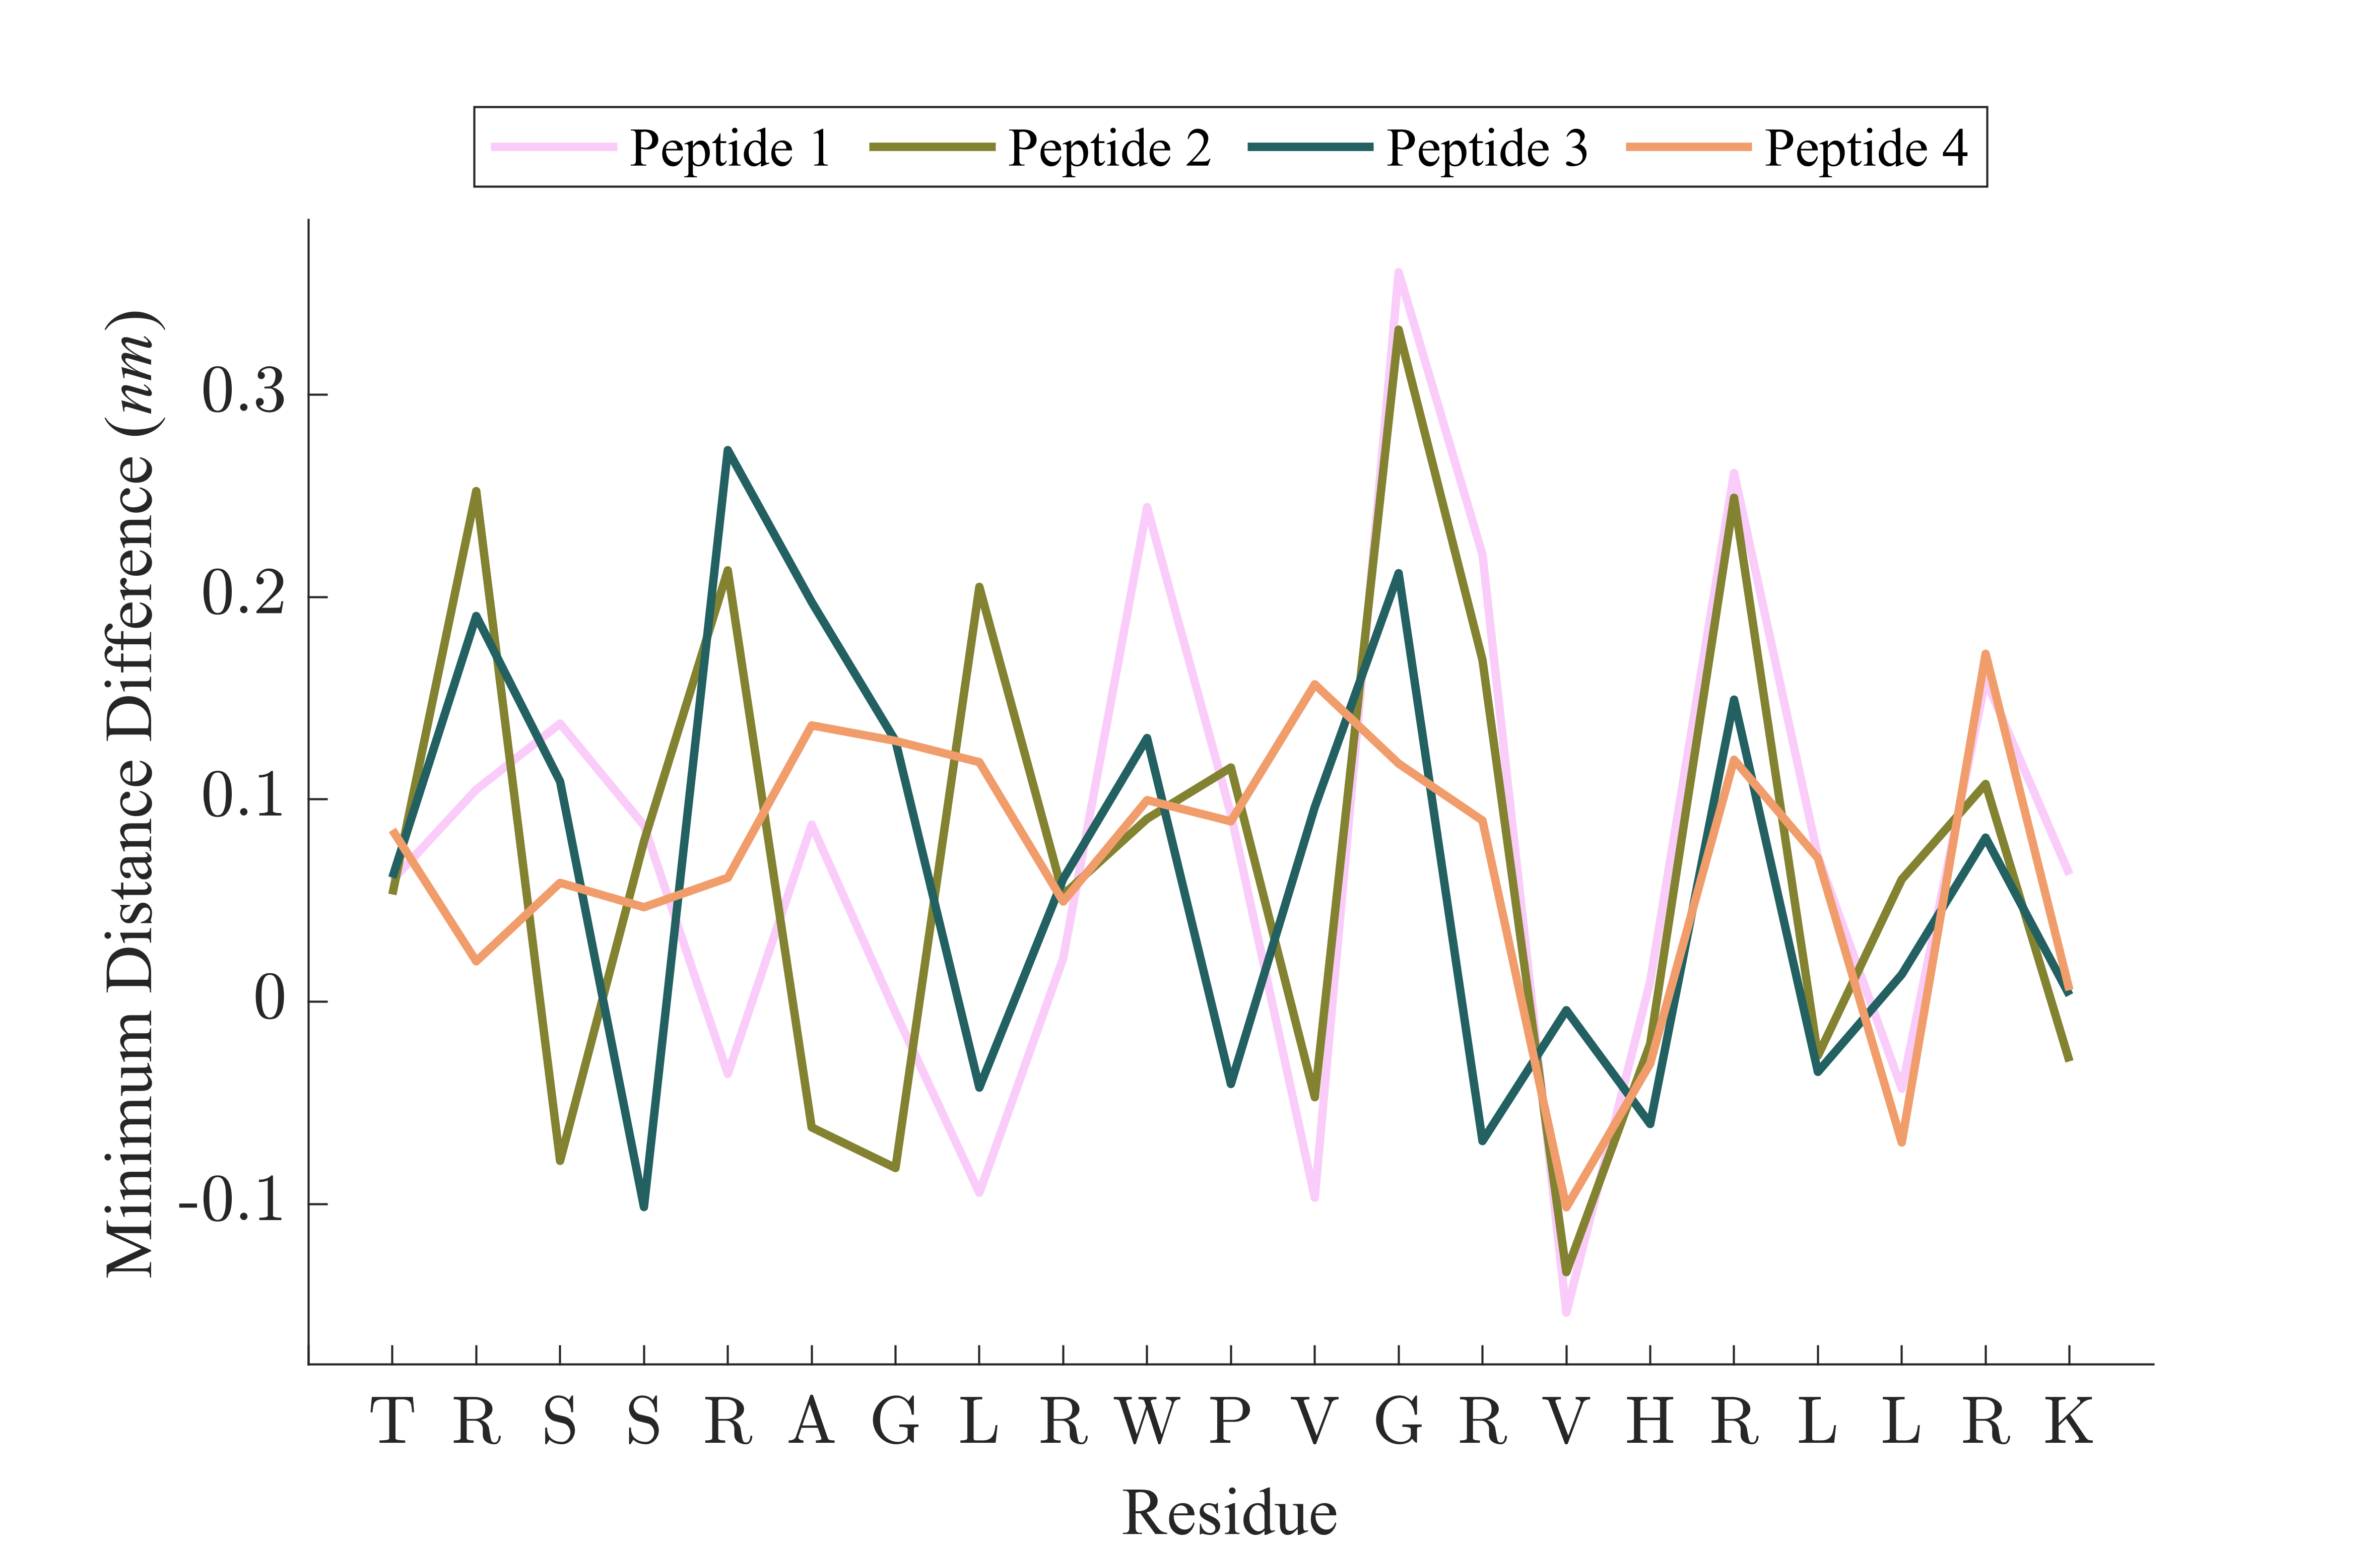 Peptide 1 Peptide 2 Peptide 3 Peptide 4
Minimum Distance Difference (nm)
0.3
0.2
0.1
0
-0.1
T R S S R A G L R W P V G R V H R L L R K
Residue